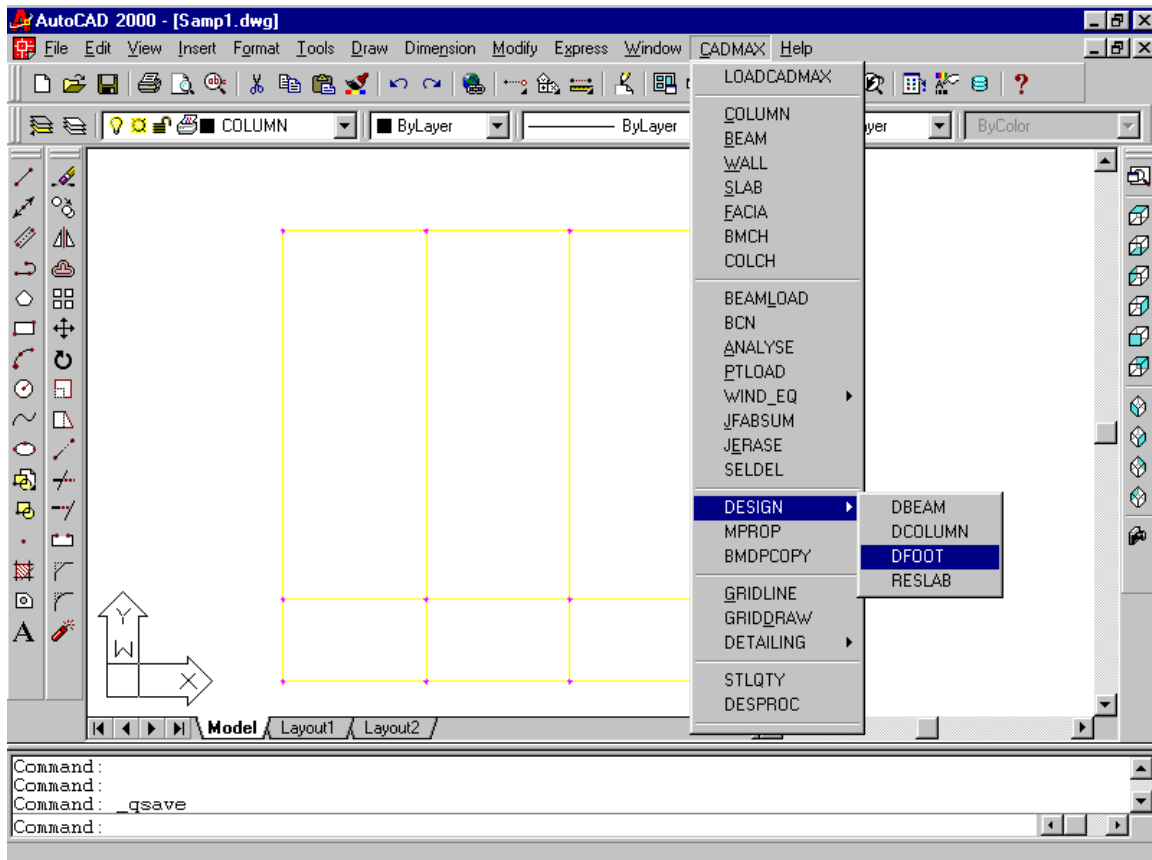 AutoCAD 2000 - [Samp1.dwg]
File Edit View Insert Format Tools Draw Dimension Modify Express Window CADMAX Help
COLUMN ByLayer ByLayer yer ByColor
LOADCADMAX
COLUMN
BEAM
WALL
SLAB
FACIA
BMCH
COLCH
BEAMLOAD
BCN
ANALYSE
PTLOAD
WIND_EQ
JFABSUM
JERASE
SELDEL
DESIGN
MPROP
BMDPCOPY
GRIDLINE
GRIDDRAW
DETAILING
STLQTY
DESPROC
DBEAM
DCOLUMN
DFOOT
RESLAB
A
Y
W
X
Model Layout1 Layout2
Command:
Command:
Command: _qsave
Command: